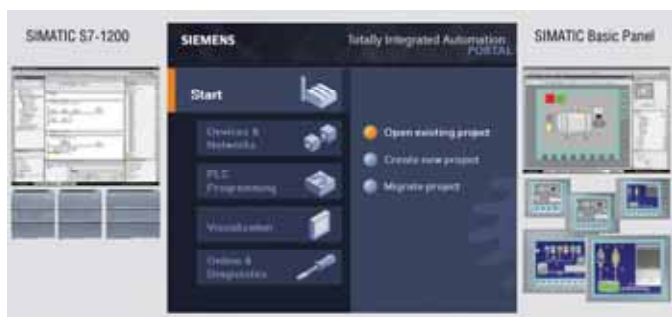 SIMATIC S7-1200
SIEMENS
Totally Integrated Automation
PORTAL
SIMATIC Basic Panel
Start
Devices &
Networks
PLC
Programming
Visualization
Online &
Diagnostics
Open existing project
Create new project
Migrate project